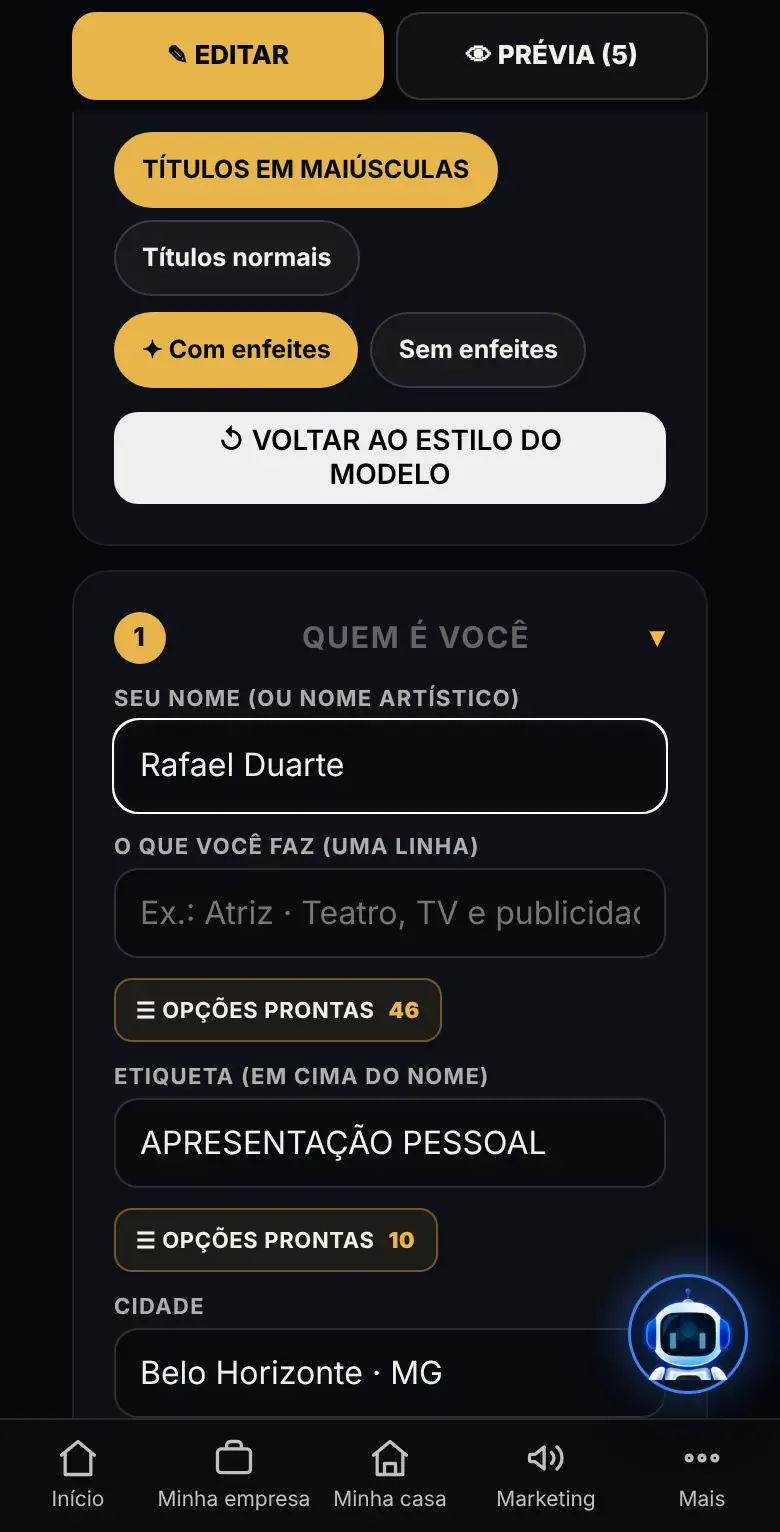 ✎ EDITAR
👁 PRÉVIA (5)
TÍTULOS EM MAIÚSCULAS
Títulos normais
✦ Com enfeites
Sem enfeites
↺ VOLTAR AO ESTILO DO
MODELO
1
QUEM É VOCÊ
▼
SEU NOME (OU NOME ARTÍSTICO)
Rafael Duarte
O QUE VOCÊ FAZ (UMA LINHA)
Ex.: Atriz · Teatro, TV e publicidad
☰ OPÇÕES PRONTAS 46
ETIQUETA (EM CIMA DO NOME)
APRESENTAÇÃO PESSOAL
☰ OPÇÕES PRONTAS 10
CIDADE
Belo Horizonte · MG
Início
Minha empresa
Minha casa
Marketing
Mais